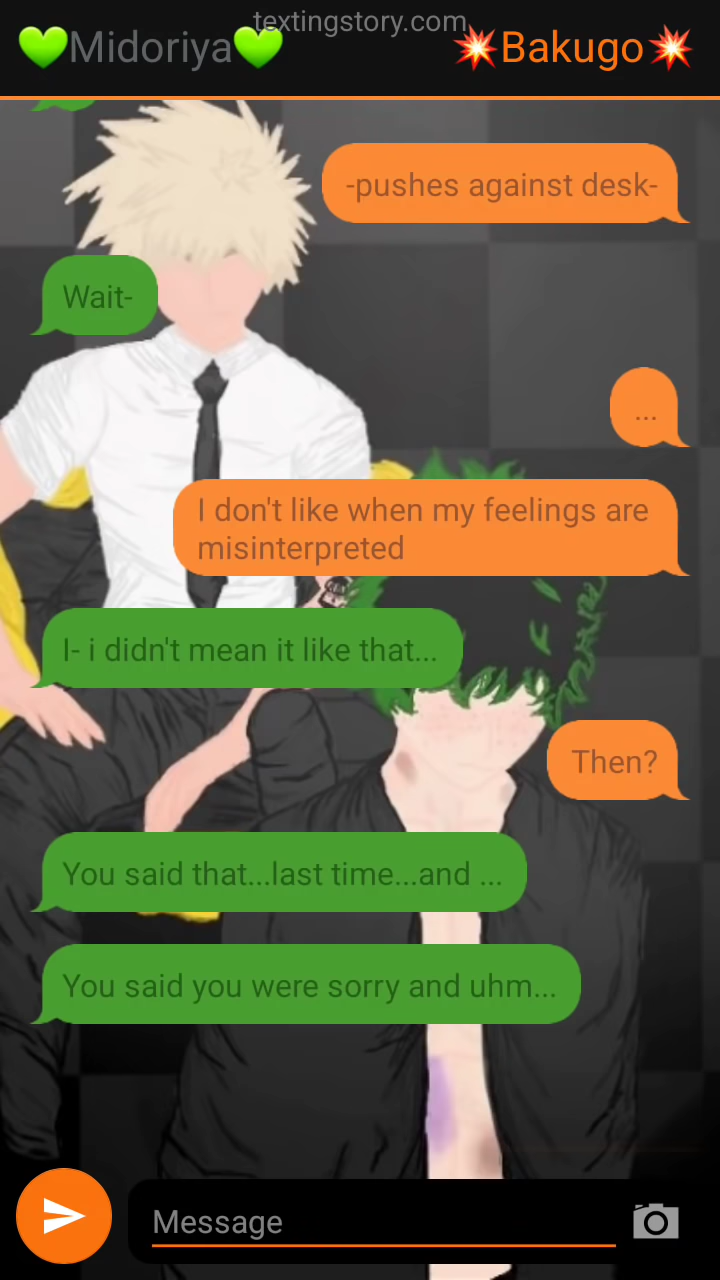 textingstory.com
💚Midoriya💚
💥Bakugo💥
-pushes against desk-
Wait-
...
I don't like when my feelings are
misinterpreted
I- i didn't mean it like that...
Then?
You said that...last time...and ...
You said you were sorry and uhm...
Message